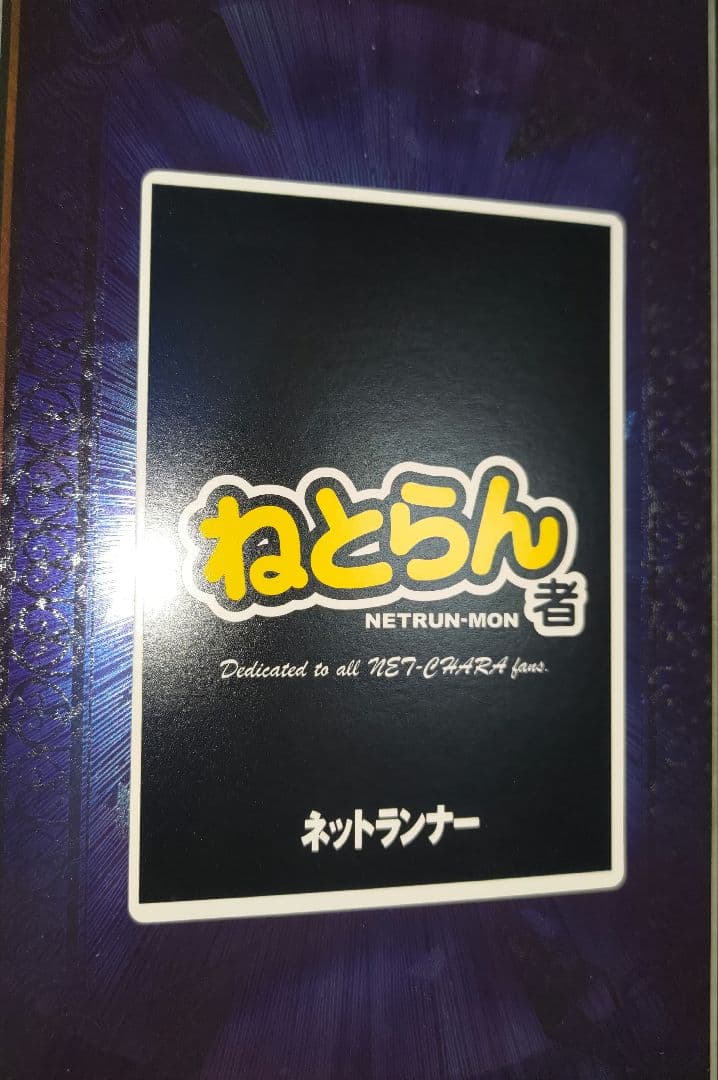 ねとらん者
NETRUN-MON
Dedicated to all NET-CHARA fans.
ネットランナー